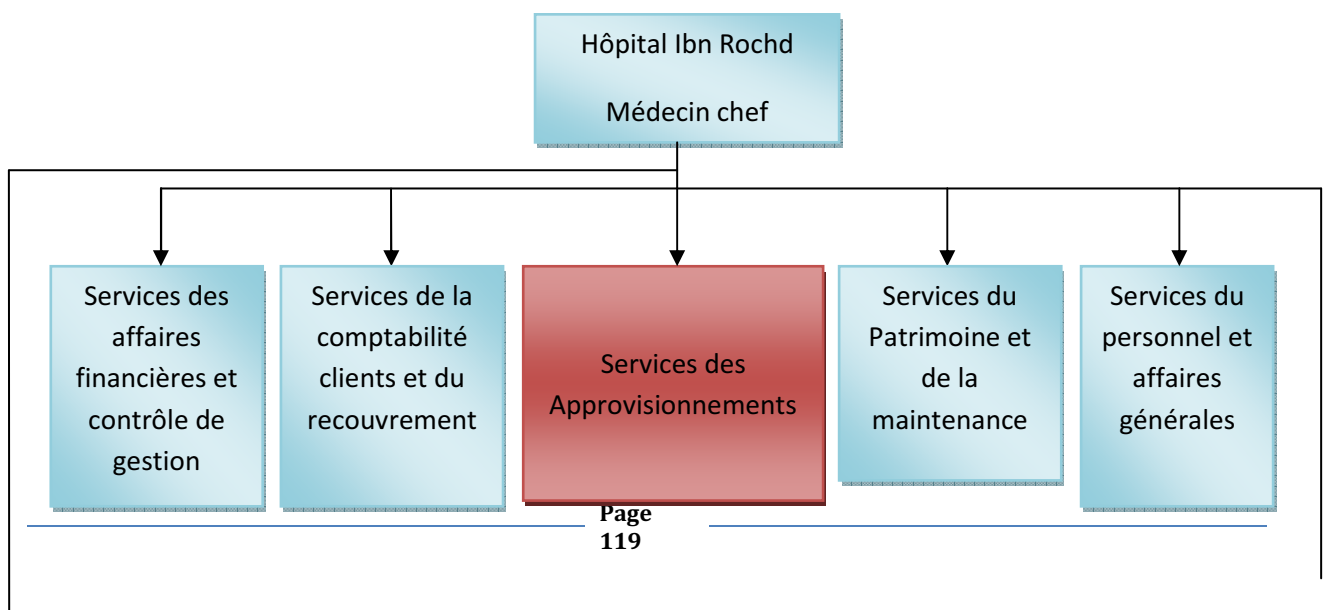 Hôpital Ibn Rochd
Médecin chef
Services des
affaires
financières et
contrôle de
gestion
Services de la
comptabilité
clients et du
recouvrement
Services des
Approvisionnements
Services du
Patrimoine et
de la
maintenance
Services du
personnel et
affaires
générales
Page
119